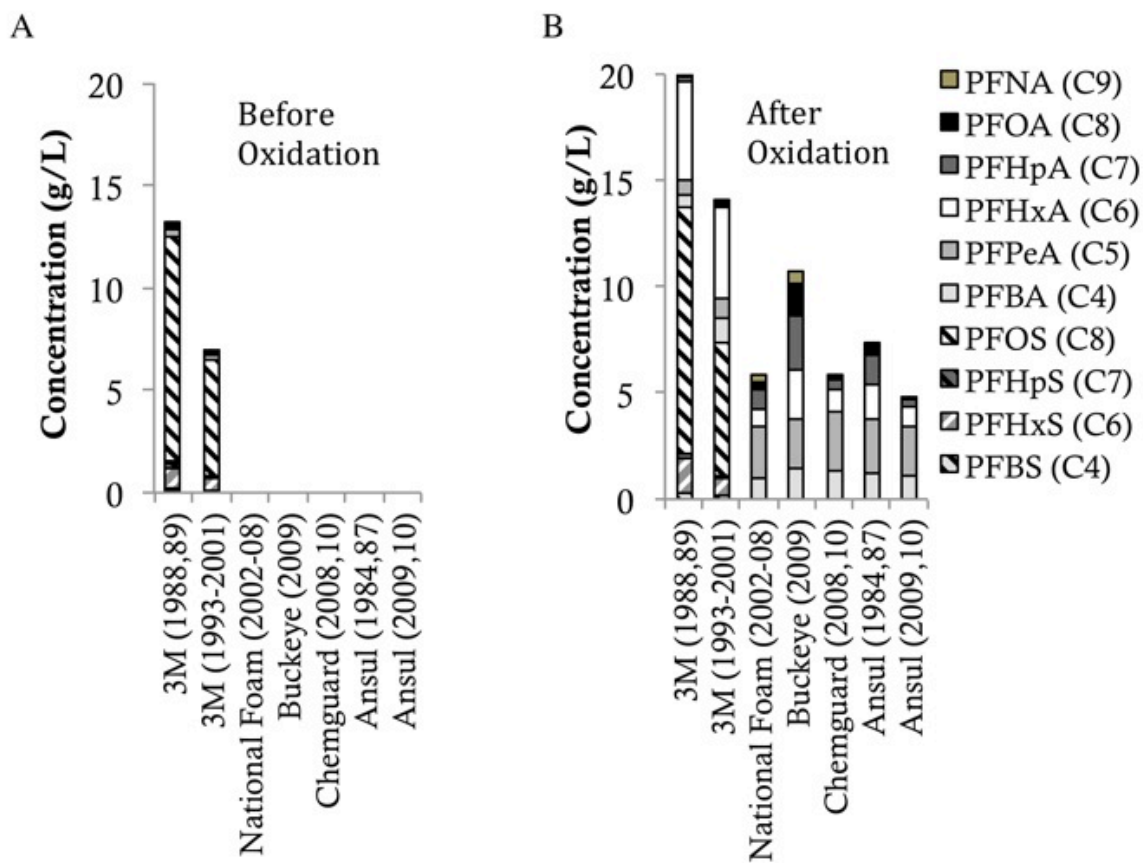 A
Concentration (g/L)
20
15
10
5
0
Before
Oxidation
3M (1988,89)
3M (1993-2001)
National Foam (2002-08)
Buckeye (2009)
Chemguard (2008,10)
Ansul (1984,87)
Ansul (2009,10)
B
Concentration (g/L)
20
15
10
5
0
After
Oxidation
3M (1988,89)
3M (1993-2001)
National Foam (2002-08)
Buckeye (2009)
Chemguard (2008,10)
Ansul (1984,87)
Ansul (2009,10)
PFNA (C9)
PFOA (C8)
PFHpA (C7)
PFHxA (C6)
PFPeA (C5)
PFBA (C4)
PFOS (C8)
PFHpS (C7)
PFHxS (C6)
PFBS (C4)